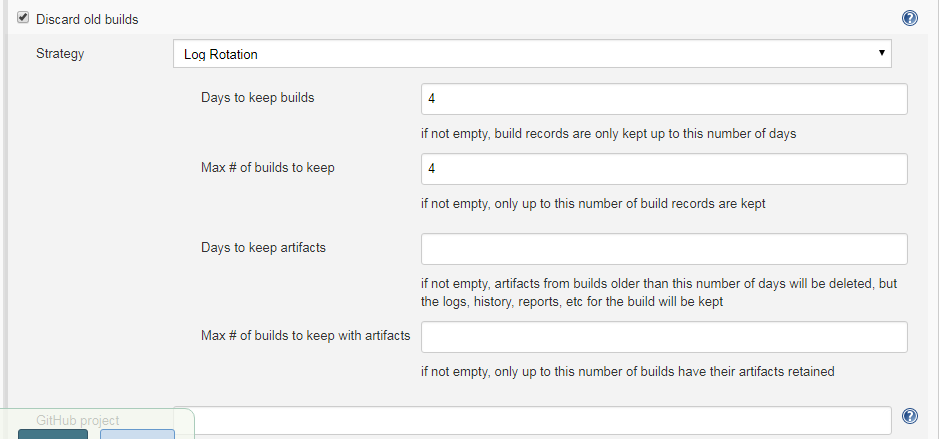 Discard old builds
Strategy
Log Rotation
Days to keep builds
4
if not empty, build records are only kept up to this number of days
Max # of builds to keep
4
if not empty, only up to this number of build records are kept
Days to keep artifacts
if not empty, artifacts from builds older than this number of days will be deleted, but
the logs, history, reports, etc for the build will be kept
Max # of builds to keep with artifacts
if not empty, only up to this number of builds have their artifacts retained
GitHub project